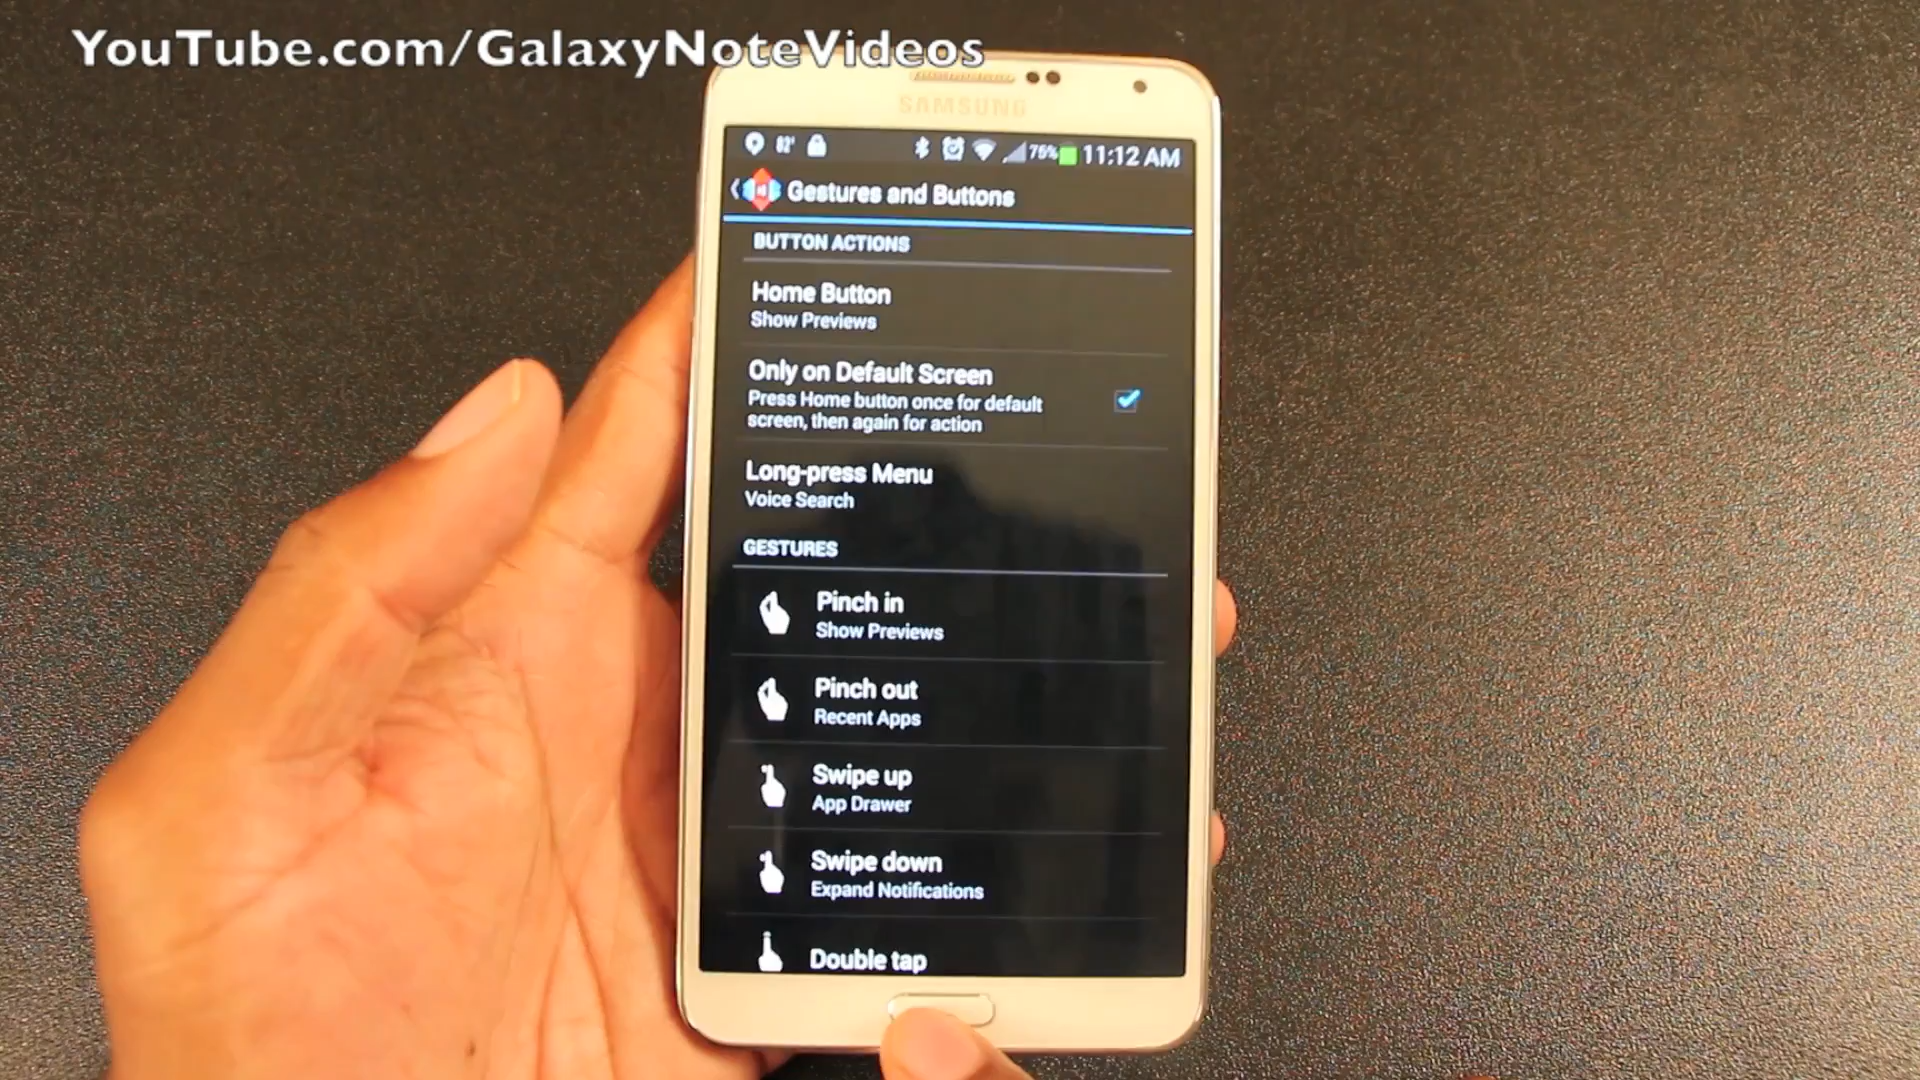 YouTube.com/GalaxyNoteVideos
SAMSUNG
82° 75% 11:12 AM
Gestures and Buttons
BUTTON ACTIONS
Home Button
Show Previews
Only on Default Screen
Press Home button once for default
screen, then again for action
Long-press Menu
Voice Search
GESTURES
Pinch in
Show Previews
Pinch out
Recent Apps
Swipe up
App Drawer
Swipe down
Expand Notifications
Double tap